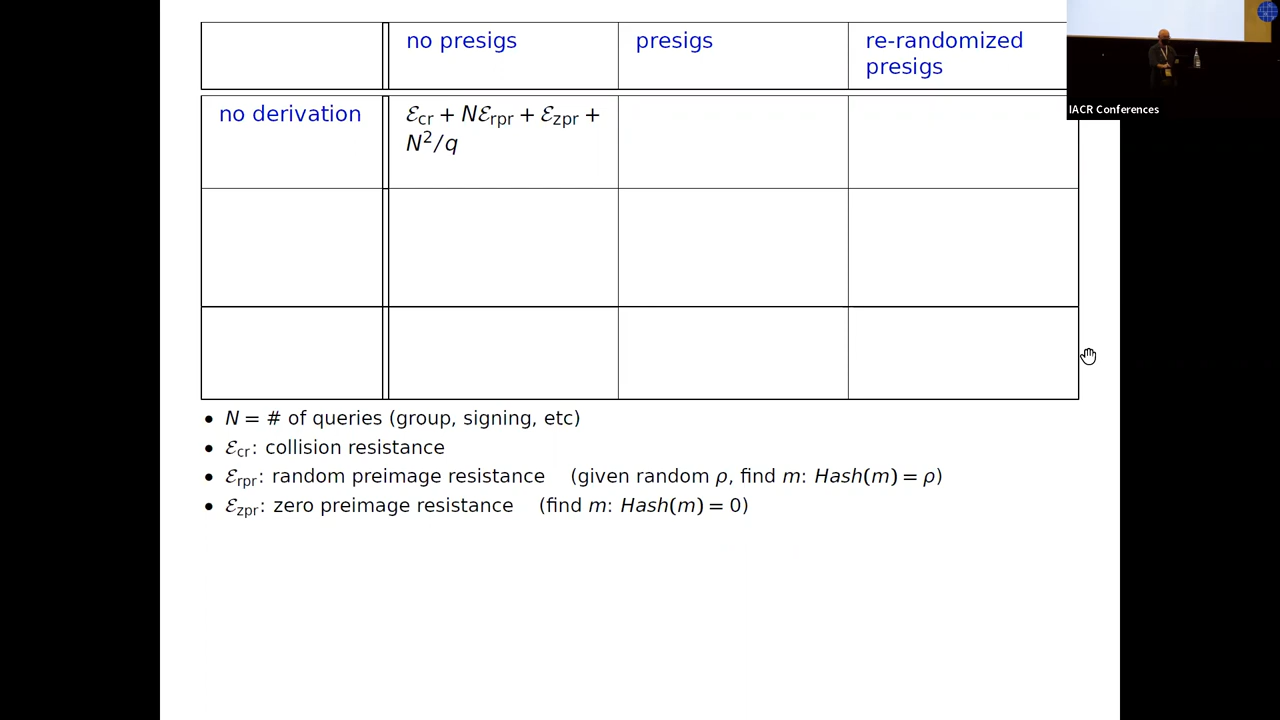 no presigs
presigs
re-randomized
presigs
IACR Conferences
no derivation
ℰcr + Nℰrpr + ℰzpr +
N²/q
• N = # of queries (group, signing, etc)
• ℰcr: collision resistance
• ℰrpr: random preimage resistance (given random ρ, find m: Hash(m) = ρ)
• ℰzpr: zero preimage resistance (find m: Hash(m) = 0)